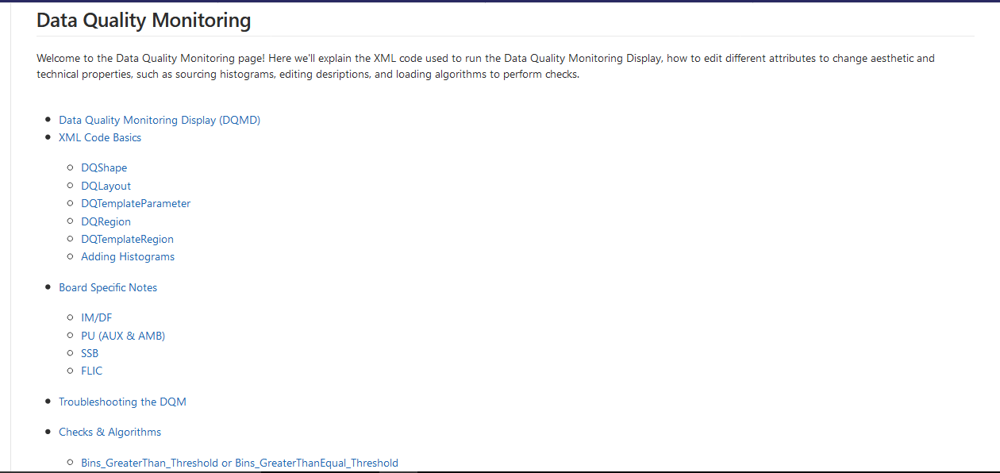 Data Quality Monitoring
Welcome to the Data Quality Monitoring page! Here we'll explain the XML code used to run the Data Quality Monitoring Display, how to edit different attributes to change aesthetic and
technical properties, such as sourcing histograms, editing desriptions, and loading algorithms to perform checks.
Data Quality Monitoring Display (DQMD)
XML Code Basics
DQShape
DQLayout
DQTemplateParameter
DQRegion
DQTemplateRegion
Adding Histograms
Board Specific Notes
IM/DF
PU (AUX & AMB)
SSB
FLIC
Troubleshooting the DQM
Checks & Algorithms
Bins_GreaterThan_Threshold or Bins_GreaterThanEqual_Threshold